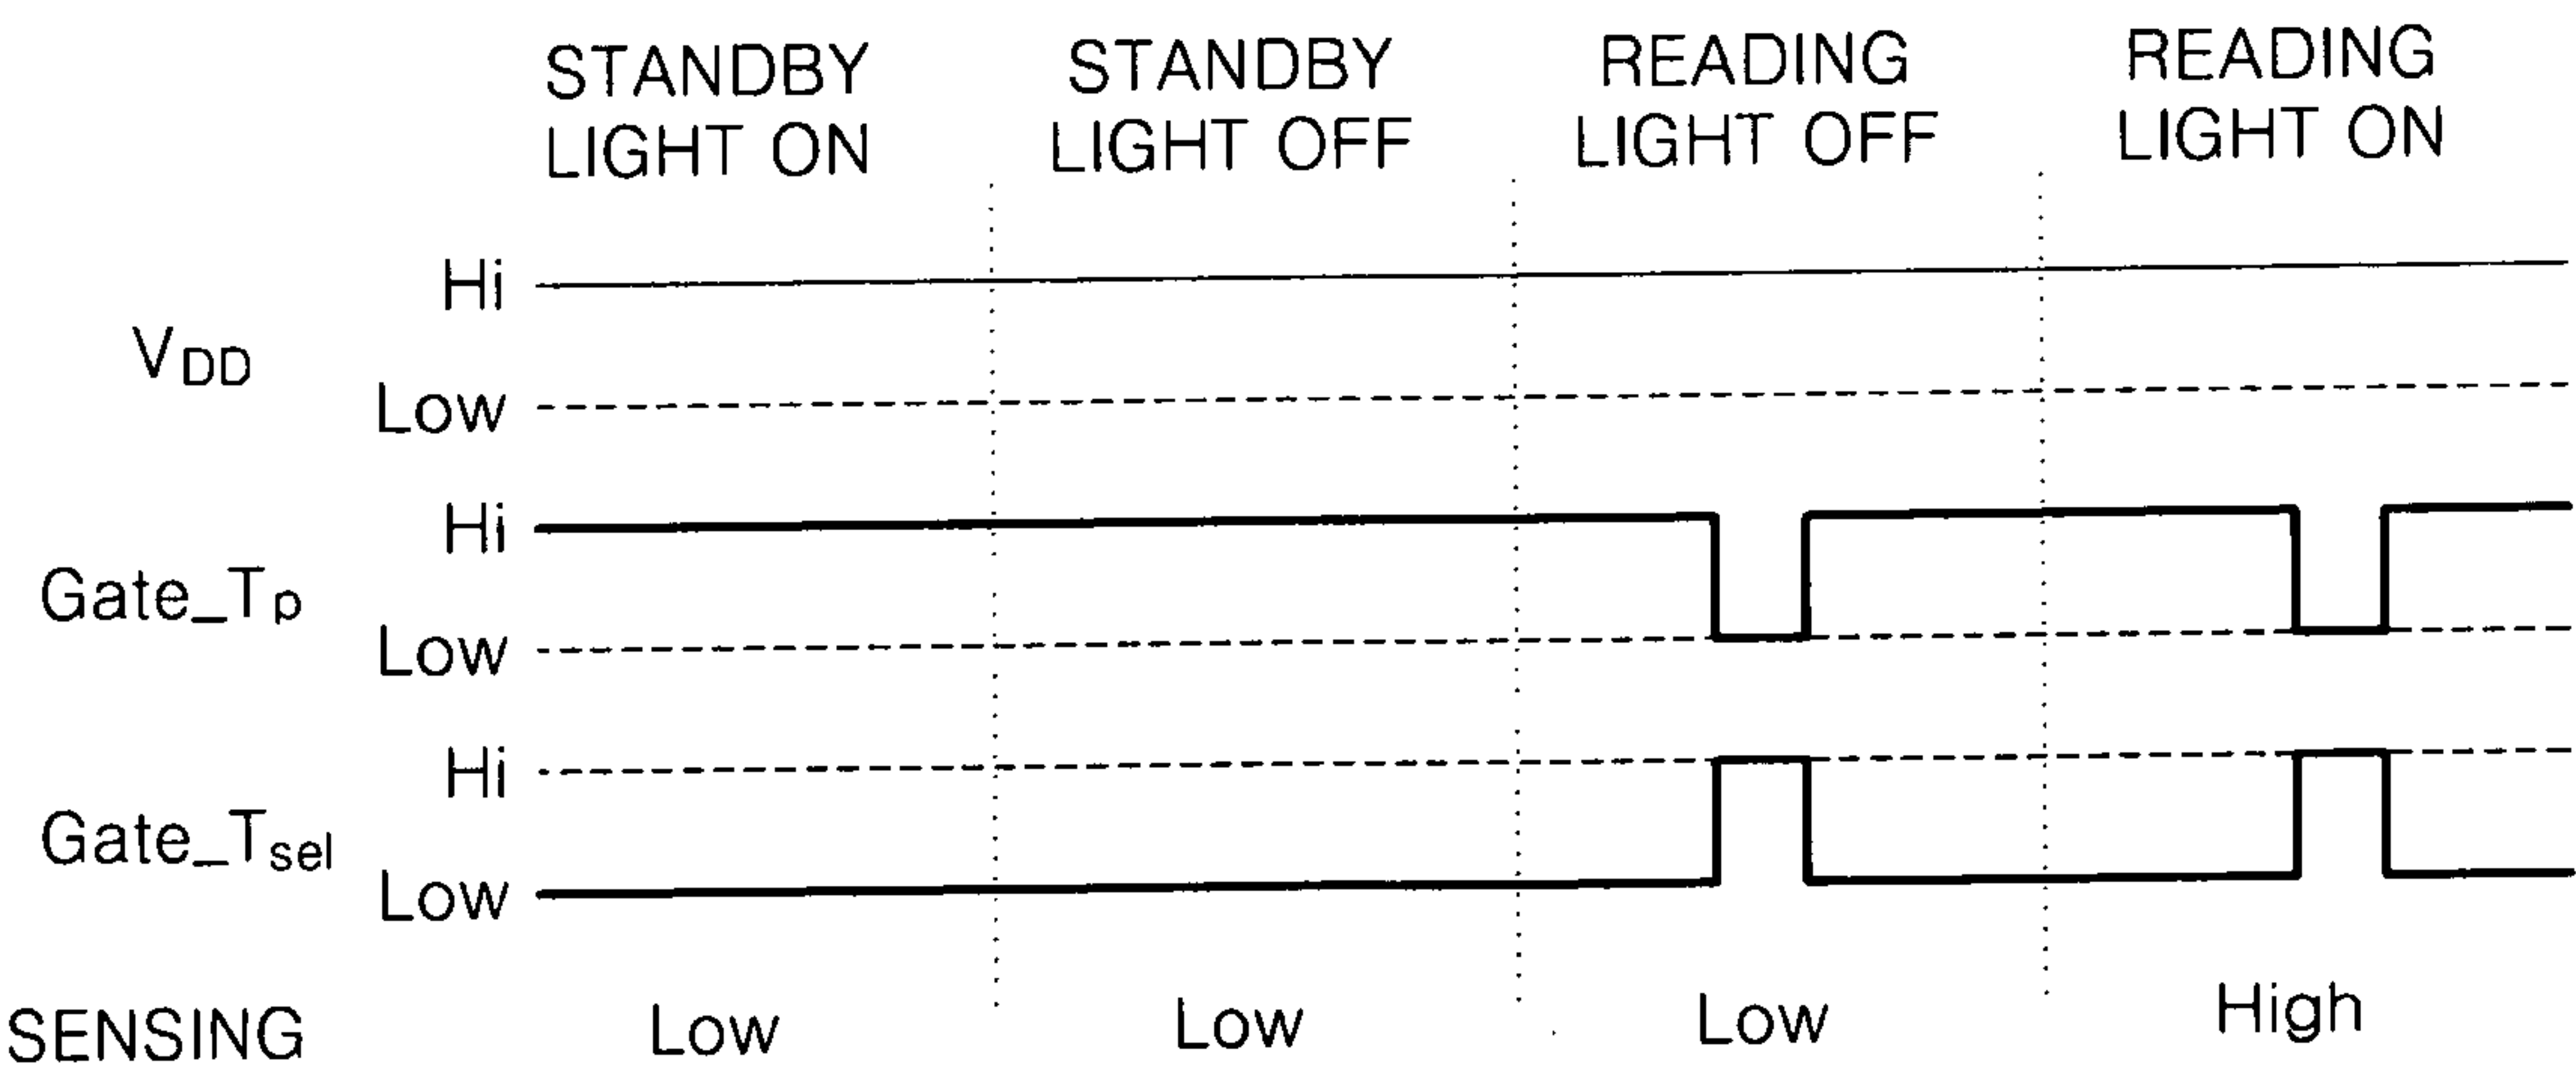 STANDBY STANDBY READING READING
LIGHT ON LIGHT OFF LIGHT OFF LIGHT ON
Hi
VDD
Low
Hi
Gate_Tp
Low
Hi
Gate_Tsel
Low
SENSING Low Low Low High